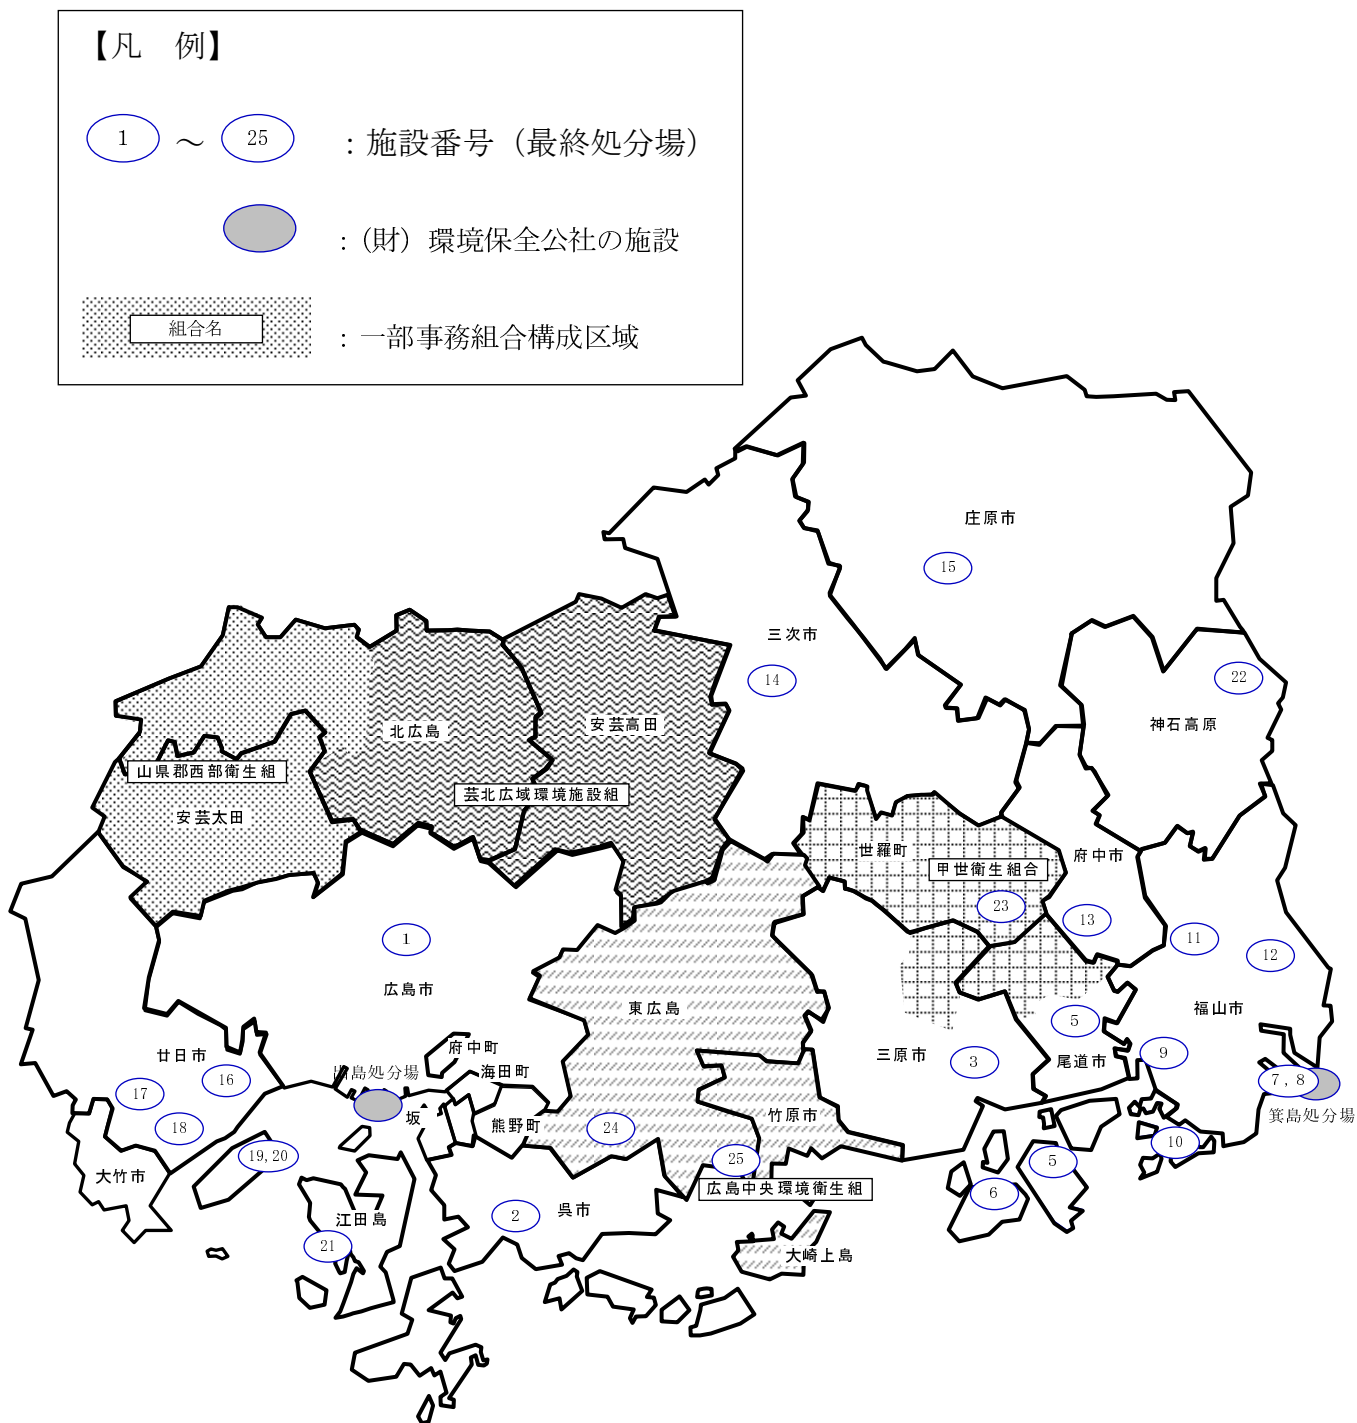 【凡　例】
1 ～ 25 ：施設番号（最終処分場）
：（財）環境保全公社の施設
組合名 ：一部事務組合構成区域
庄原市
15
三次市
14
22
神石高原
北広島
安芸高田
山県郡西部衛生組
芸北広域環境施設組
安芸太田
世羅町
府中市
甲世衛生組合
23
13
11
12
1
広島市
東広島
福山市
5
尾道市
三原市
3
9
府中町
海田町
廿日市
16
17
18
出島処分場
7, 8
箕島処分場
坂
熊野町
竹原市
24
25
10
5
6
19,20
大竹市
広島中央環境衛生組
江田島
21
2
呉市
大崎上島